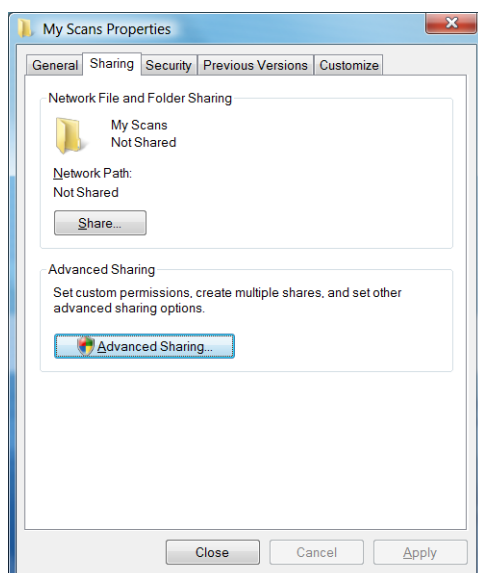 My Scans Properties
General Sharing Security Previous Versions Customize
Network File and Folder Sharing
My Scans
Not Shared
Network Path:
Not Shared
Share...
Advanced Sharing
Set custom permissions, create multiple shares, and set other
advanced sharing options.
Advanced Sharing...
Close Cancel Apply